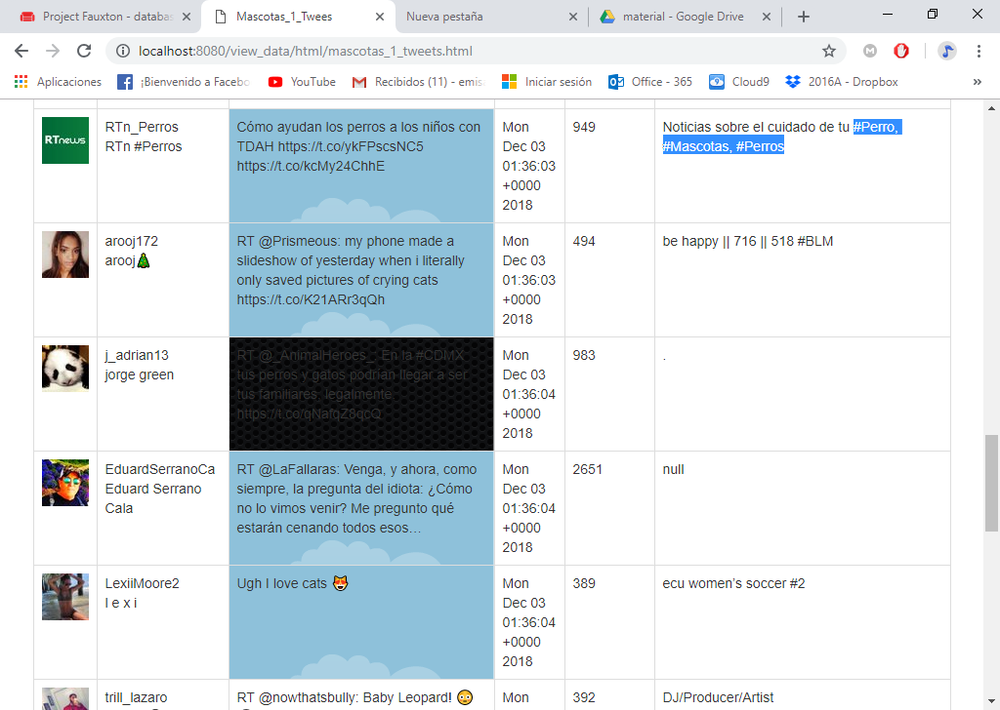 Project Fauxton - databas
Mascotas_1_Twees
Nueva pestaña
material - Google Drive
localhost:8080/view_data/html/mascotas_1_tweets.html
Aplicaciones
¡Bienvenido a Facebo
YouTube
Recibidos (11) - emis
Iniciar sesión
Office - 365
Cloud9
2016A - Dropbox
»
RTnews
RTn_Perros
RTn #Perros
Cómo ayudan los perros a los niños con
TDAH https://t.co/ykFPscsNC5
https://t.co/kcMy24ChhE
Mon
Dec 03
01:36:03
+0000
2018
949
Noticias sobre el cuidado de tu #Perro,
#Mascotas, #Perros
arooj172
arooj🎄
RT @Prismeous: my phone made a
slideshow of yesterday when i literally
only saved pictures of crying cats
https://t.co/K21ARr3qQh
Mon
Dec 03
01:36:03
+0000
2018
494
be happy || 716 || 518 #BLM
j_adrian13
jorge green
RT @_AnimalHeroes_: En la #CDMX
tus perros y gatos podrían llegar a ser
tus familiares, legalmente
https://t.co/qNafqZ8qcQ
Mon
Dec 03
01:36:04
+0000
2018
983
.
EduardSerranoCa
Eduard Serrano
Cala
RT @LaFallaras: Venga, y ahora, como
siempre, la pregunta del idiota: ¿Cómo
no lo vimos venir? Me pregunto qué
estarán cenando todos esos…
Mon
Dec 03
01:36:04
+0000
2018
2651
null
LexiiMoore2
l e x i
Ugh I love cats 😻
Mon
Dec 03
01:36:04
+0000
2018
389
ecu women's soccer #2
trill_lazaro
RT @nowthatsbully: Baby Leopard! 😳
Mon
392
DJ/Producer/Artist